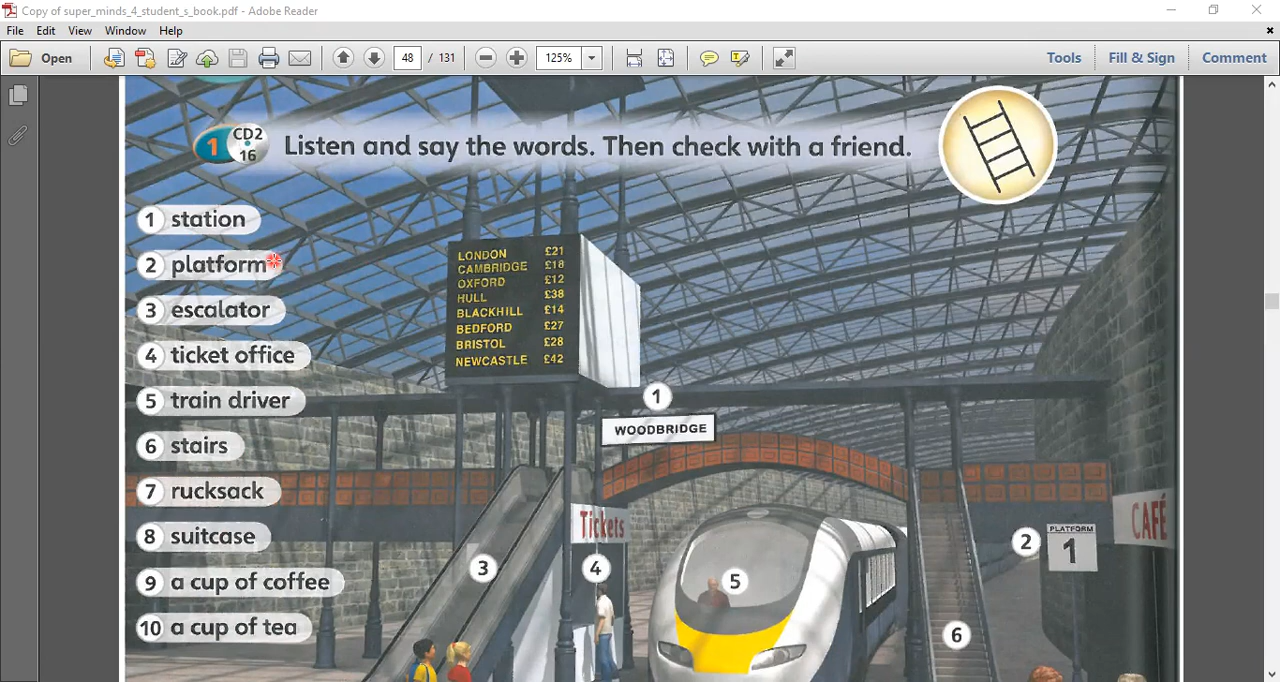 Copy of super_minds_4_student_s_book.pdf - Adobe Reader
File Edit View Window Help
Open 48 / 131 125% Tools Fill & Sign Comment
1 CD2 16 Listen and say the words. Then check with a friend.
1 station
2 platform
3 escalator
4 ticket office
5 train driver
6 stairs
7 rucksack
8 suitcase
9 a cup of coffee
10 a cup of tea
LONDON £21
CAMBRIDGE £18
OXFORD £12
HULL £38
BLACKHILL £14
BEDFORD £27
BRISTOL £28
NEWCASTLE £42
1
WOODBRIDGE
Tickets
3
4
5
6
2
PLATFORM
1
CAFÉ